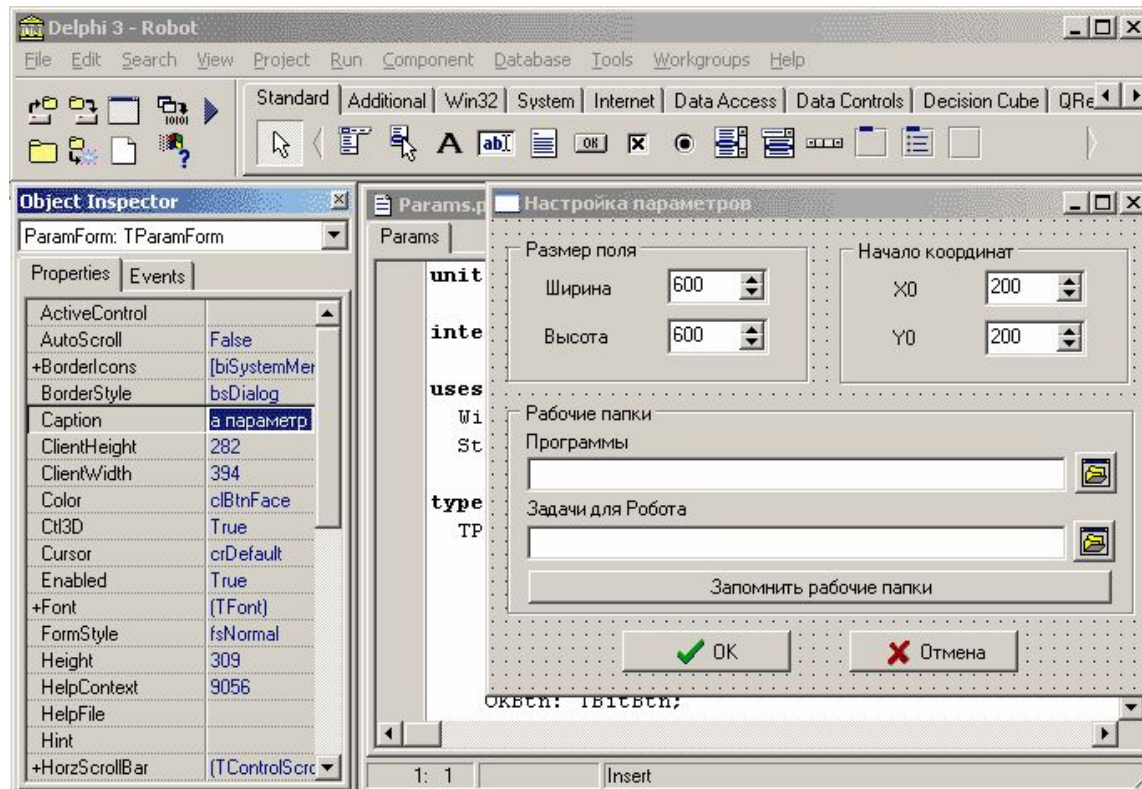 Delphi 3 - Robot
File Edit Search View Project Run Component Database Tools Workgroups Help
Standard Additional Win32 System Internet Data Access Data Controls Decision Cube QRe
Object Inspector
ParamForm: TParamForm
Properties Events
ActiveControl
AutoScroll False
+BorderIcons [biSystemMer
BorderStyle bsDialog
Caption а параметр
ClientHeight 282
ClientWidth 394
Color clBtnFace
Ctl3D True
Cursor crDefault
Enabled True
+Font (TFont)
FormStyle fsNormal
Height 309
HelpContext 9056
HelpFile
Hint
+HorzScrollBar (TControlScro
Params.p
Params
unit
inte
uses
Wi
St
type
TP
OKBtn: TBitBtn;
1: 1 Insert
Настройка параметров
Размер поля
Ширина 600
Высота 600
Начало координат
X0 200
Y0 200
Рабочие папки
Программы
Задачи для Робота
Запомнить рабочие папки
OK Отмена